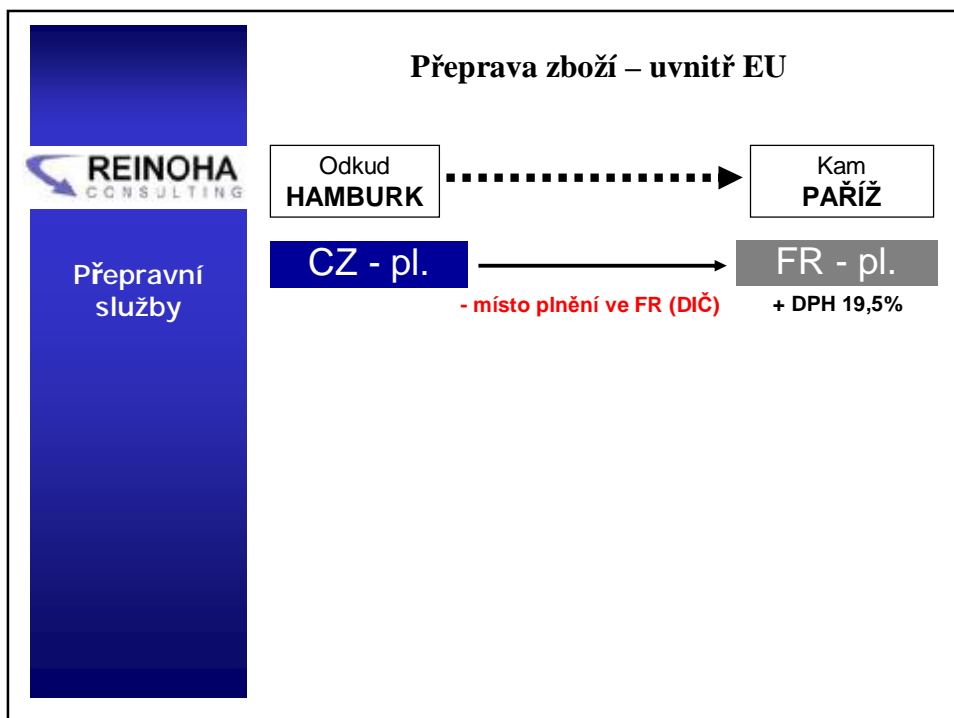 Přeprava zboží – uvnitř EU
REINOHA
CONSULTING
Přepravní
služby
Odkud
HAMBURK
Kam
PAŘÍŽ
CZ - pl.
FR - pl.
- místo plnění ve FR (DIČ)
+ DPH 19,5%